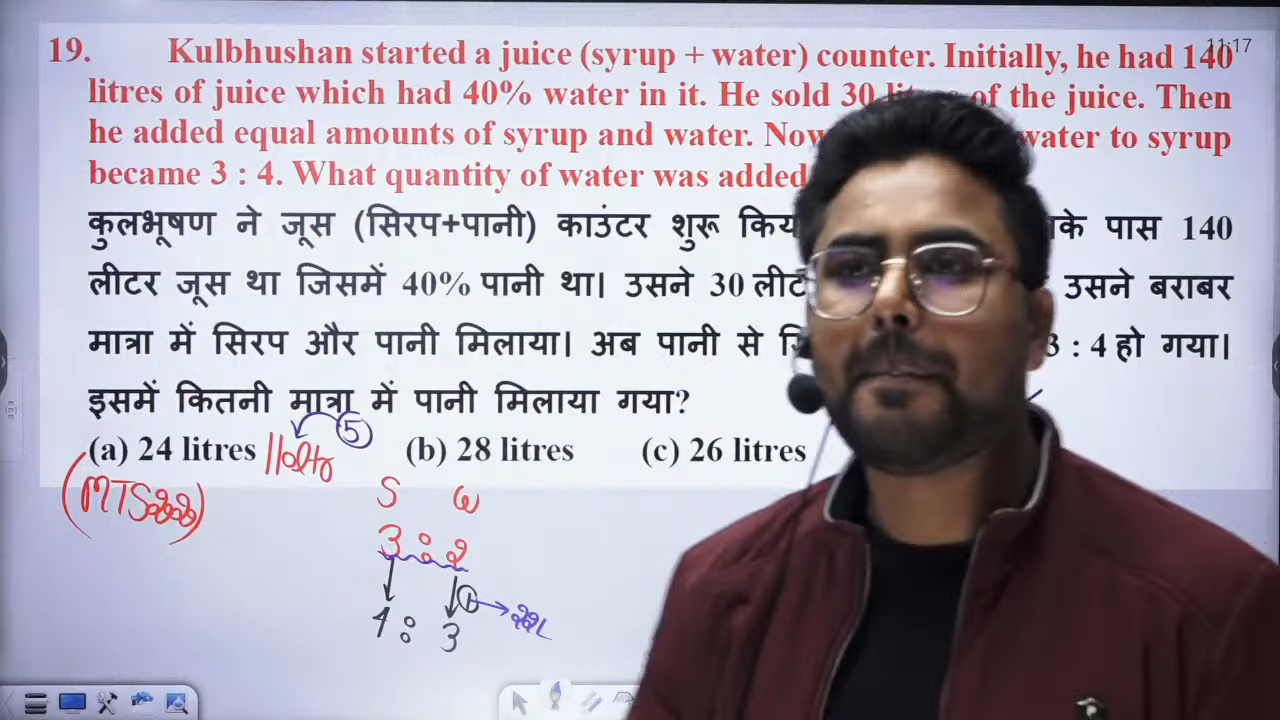 11:17
19. Kulbhushan started a juice (syrup + water) counter. Initially, he had 140
litres of juice which had 40% water in it. He sold 30 of the juice. Then
he added equal amounts of syrup and water. water to syrup
became 3 : 4. What quantity of water was added
कुलभूषण ने जूस (सिरप+पानी) काउंटर शुरू पास 140
लीटर जूस था जिसमें 40% पानी था। उसने 30 उसने बराबर
मात्रा में सिरप और पानी मिलाया। अब पानी से 3 : 4 हो गया।
इसमें कितनी मात्रा में पानी मिलाया गया?
(a) 24 litres (b) 28 litres (c) 26 litres
5
S W
3 : 2
1
4 : 3